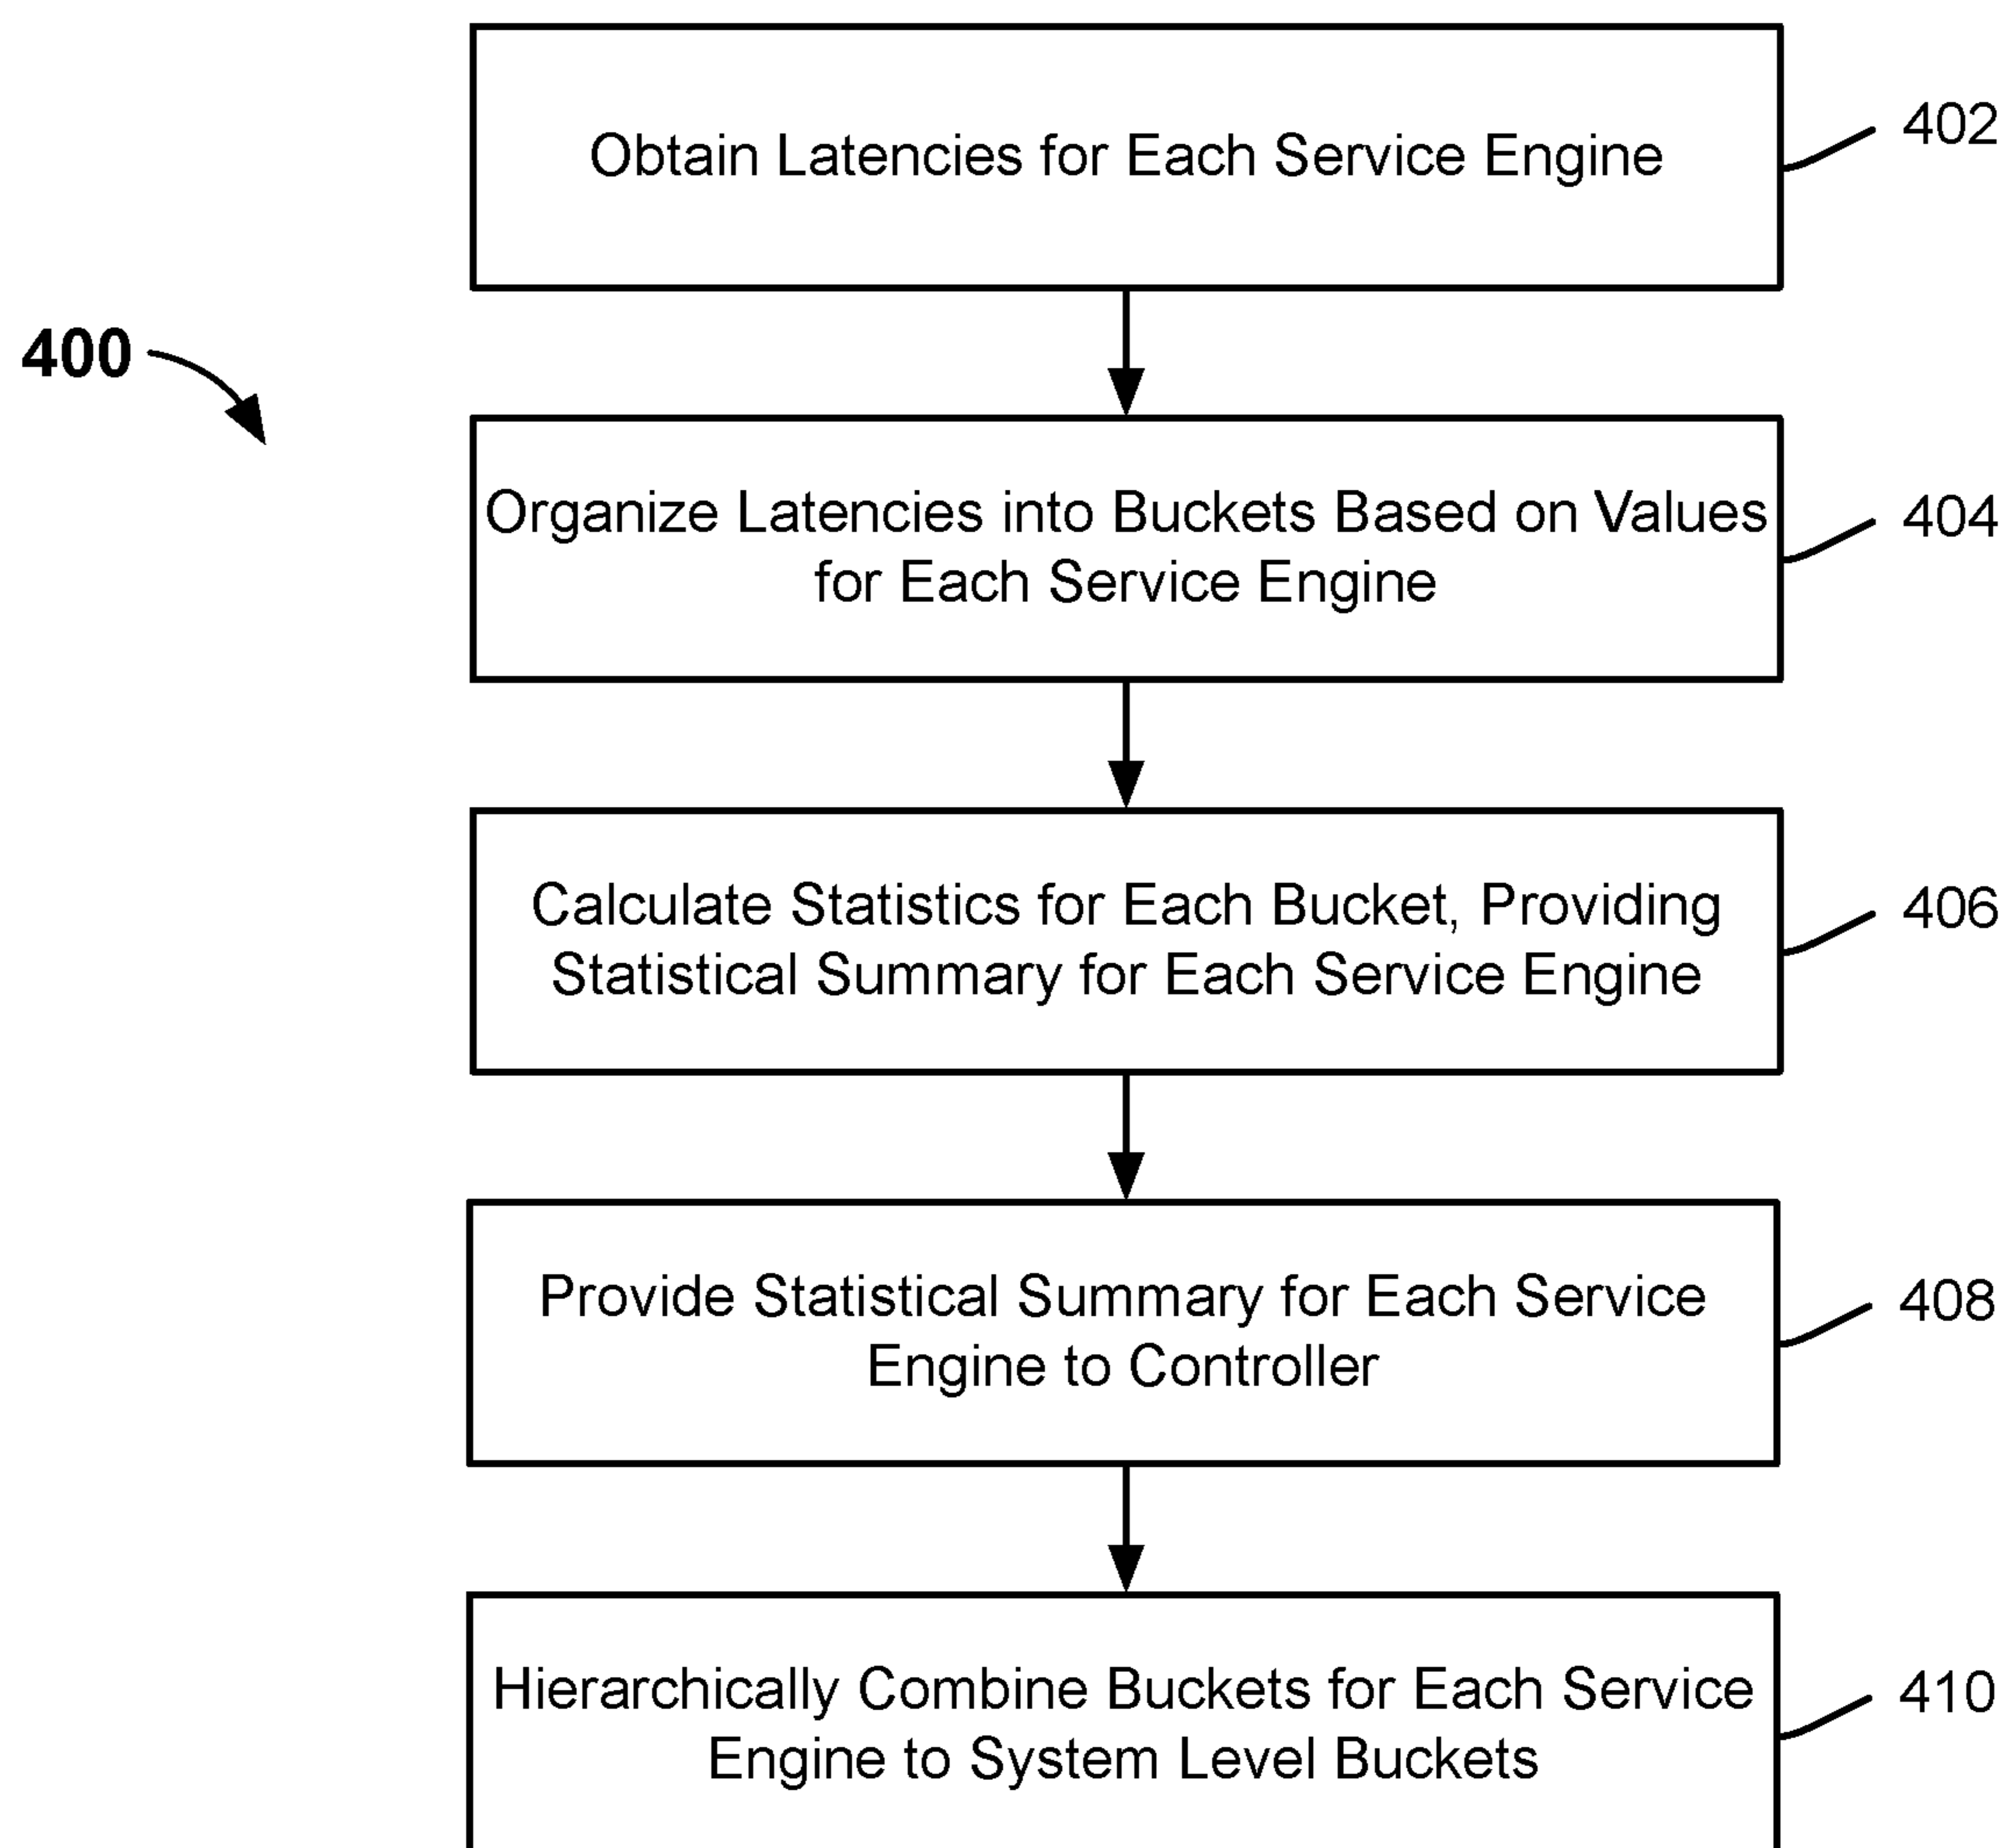 Obtain Latencies for Each Service Engine
402
400
Organize Latencies into Buckets Based on Values
for Each Service Engine
404
Calculate Statistics for Each Bucket, Providing
Statistical Summary for Each Service Engine
406
Provide Statistical Summary for Each Service
Engine to Controller
408
Hierarchically Combine Buckets for Each Service
Engine to System Level Buckets
410